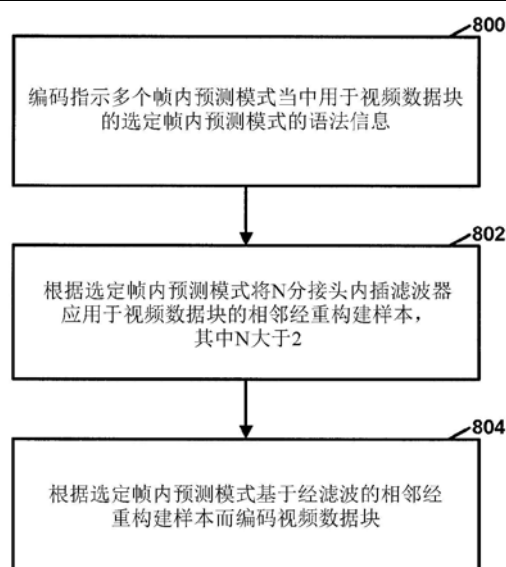 800
编码指示多个帧内预测模式当中用于视频数据块
的选定帧内预测模式的语法信息
802
根据选定帧内预测模式将N分接头内插滤波器
应用于视频数据块的相邻经重构建样本，
其中N大于2
804
根据选定帧内预测模式基于经滤波的相邻经
重构建样本而编码视频数据块